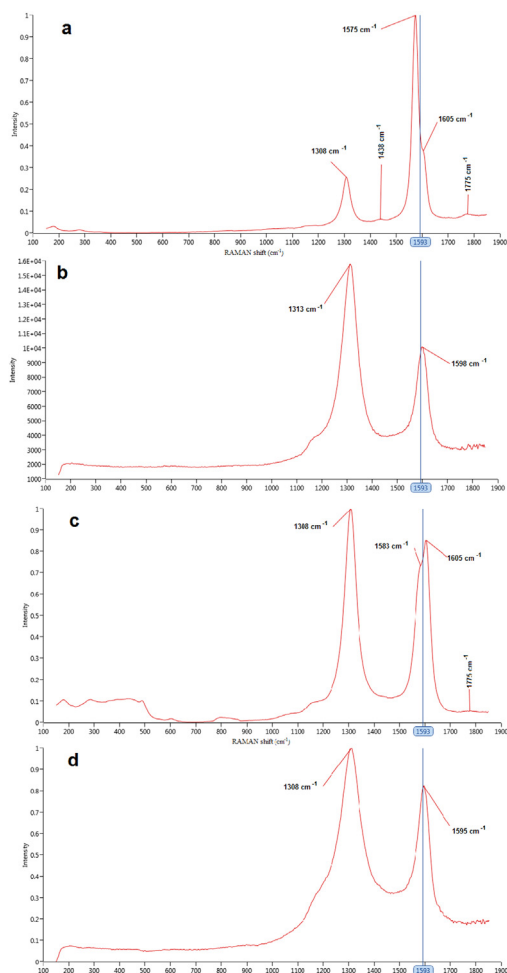 a
1575 cm -1
1605 cm -1
1308 cm -1
1438 cm -1
1775 cm -1
Intensity
1
0.9
0.8
0.7
0.6
0.5
0.4
0.3
0.2
0.1
0
100 200 300 400 500 600 700 800 900 1000 1100 1200 1300 1400 1500 1593 1700 1800 1900
RAMAN shift (cm-1)
b
1313 cm -1
1598 cm -1
Intensity
1.6E+04
1.5E+04
1.4E+04
1.3E+04
1.2E+04
1.1E+04
1E+04
9000
8000
7000
6000
5000
4000
3000
2000
1000
100 200 300 400 500 600 700 800 900 1000 1100 1200 1300 1400 1500 1593 1700 1800 1900
c
1308 cm -1
1583 cm -1
1605 cm -1
1775 cm -1
Intensity
1
0.9
0.8
0.7
0.6
0.5
0.4
0.3
0.2
0.1
0
100 200 300 400 500 600 700 800 900 1000 1100 1200 1300 1400 1500 1593 1700 1800 1900
RAMAN shift (cm-1)
d
1308 cm -1
1595 cm -1
Intensity
1
0.9
0.8
0.7
0.6
0.5
0.4
0.3
0.2
0.1
0
100 200 300 400 500 600 700 800 900 1000 1100 1200 1300 1400 1500 1593 1700 1800 1900